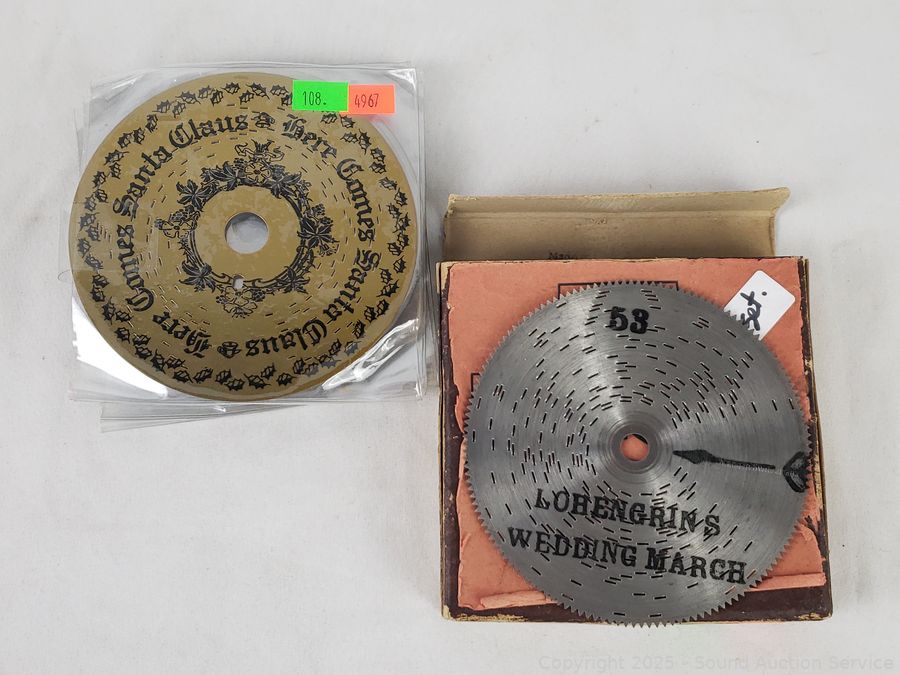 108.
4967
Here Comes Santa Claus & Here Comes Santa Claus &
53
LOHENGRIN'S
WEDDING MARCH
Set.
Copyright 2025 - Sound Auction Service